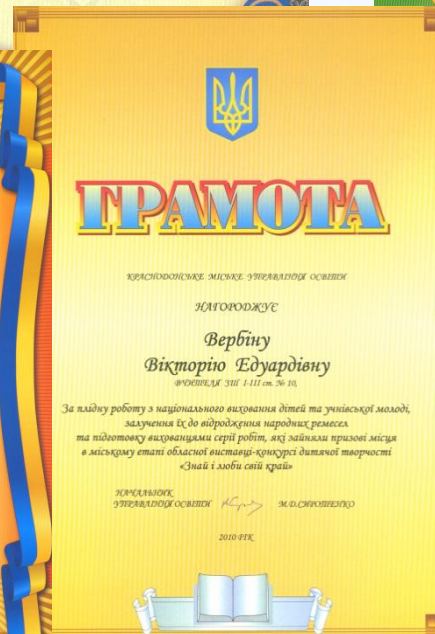 ГРАМОТА
КРАСНОДОНСЬКЕ МІСЬКЕ УПРАВЛІННЯ ОСВІТИ
НАГОРОДЖУЄ
Вербіну
Вікторію Едуардівну
ВЧИТЕЛЯ ЗШ І-ІІІ ст. № 10,
За плідну роботу з національного виховання дітей та учнівської молоді,
залучення їх до відродження народних ремесел
та підготовку вихованцями серії робіт, які зайняли призові місця
в міському етапі обласної виставці-конкурсі дитячої творчості
«Знай і люби свій край»
НАЧАЛЬНИК
УПРАВЛІННЯ ОСВІТИ М.Д.СИРОТЕНКО
2010 РІК